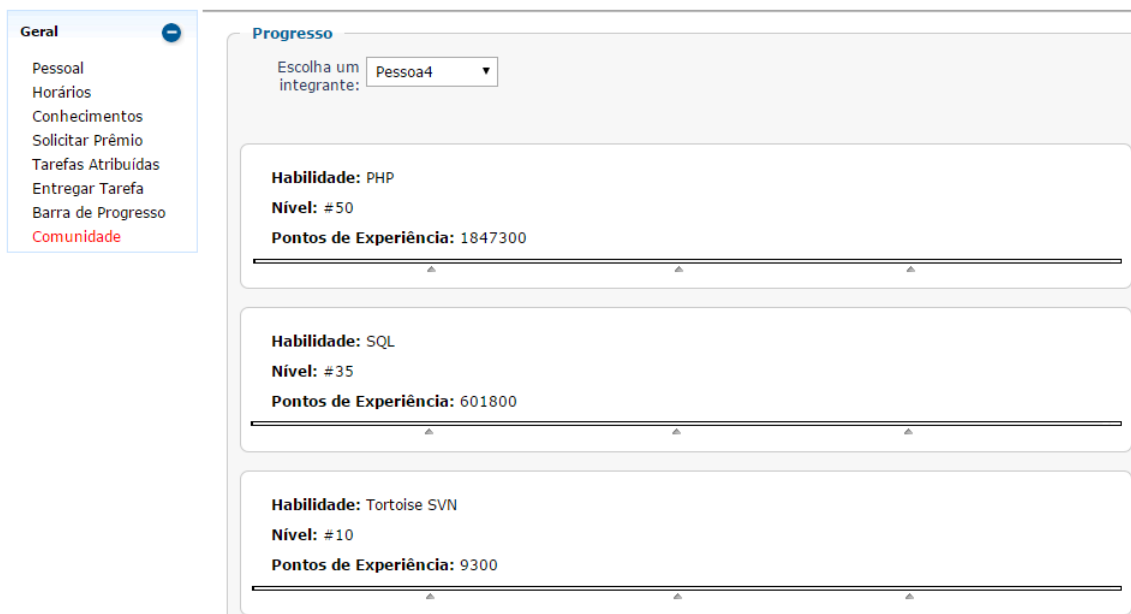 Geral
Pessoal
Horários
Conhecimentos
Solicitar Prêmio
Tarefas Atribuídas
Entregar Tarefa
Barra de Progresso
Comunidade
Progresso
Escolha um
integrante:
Pessoa4
Habilidade: PHP
Nível: #50
Pontos de Experiência: 1847300
Habilidade: SQL
Nível: #35
Pontos de Experiência: 601800
Habilidade: Tortoise SVN
Nível: #10
Pontos de Experiência: 9300